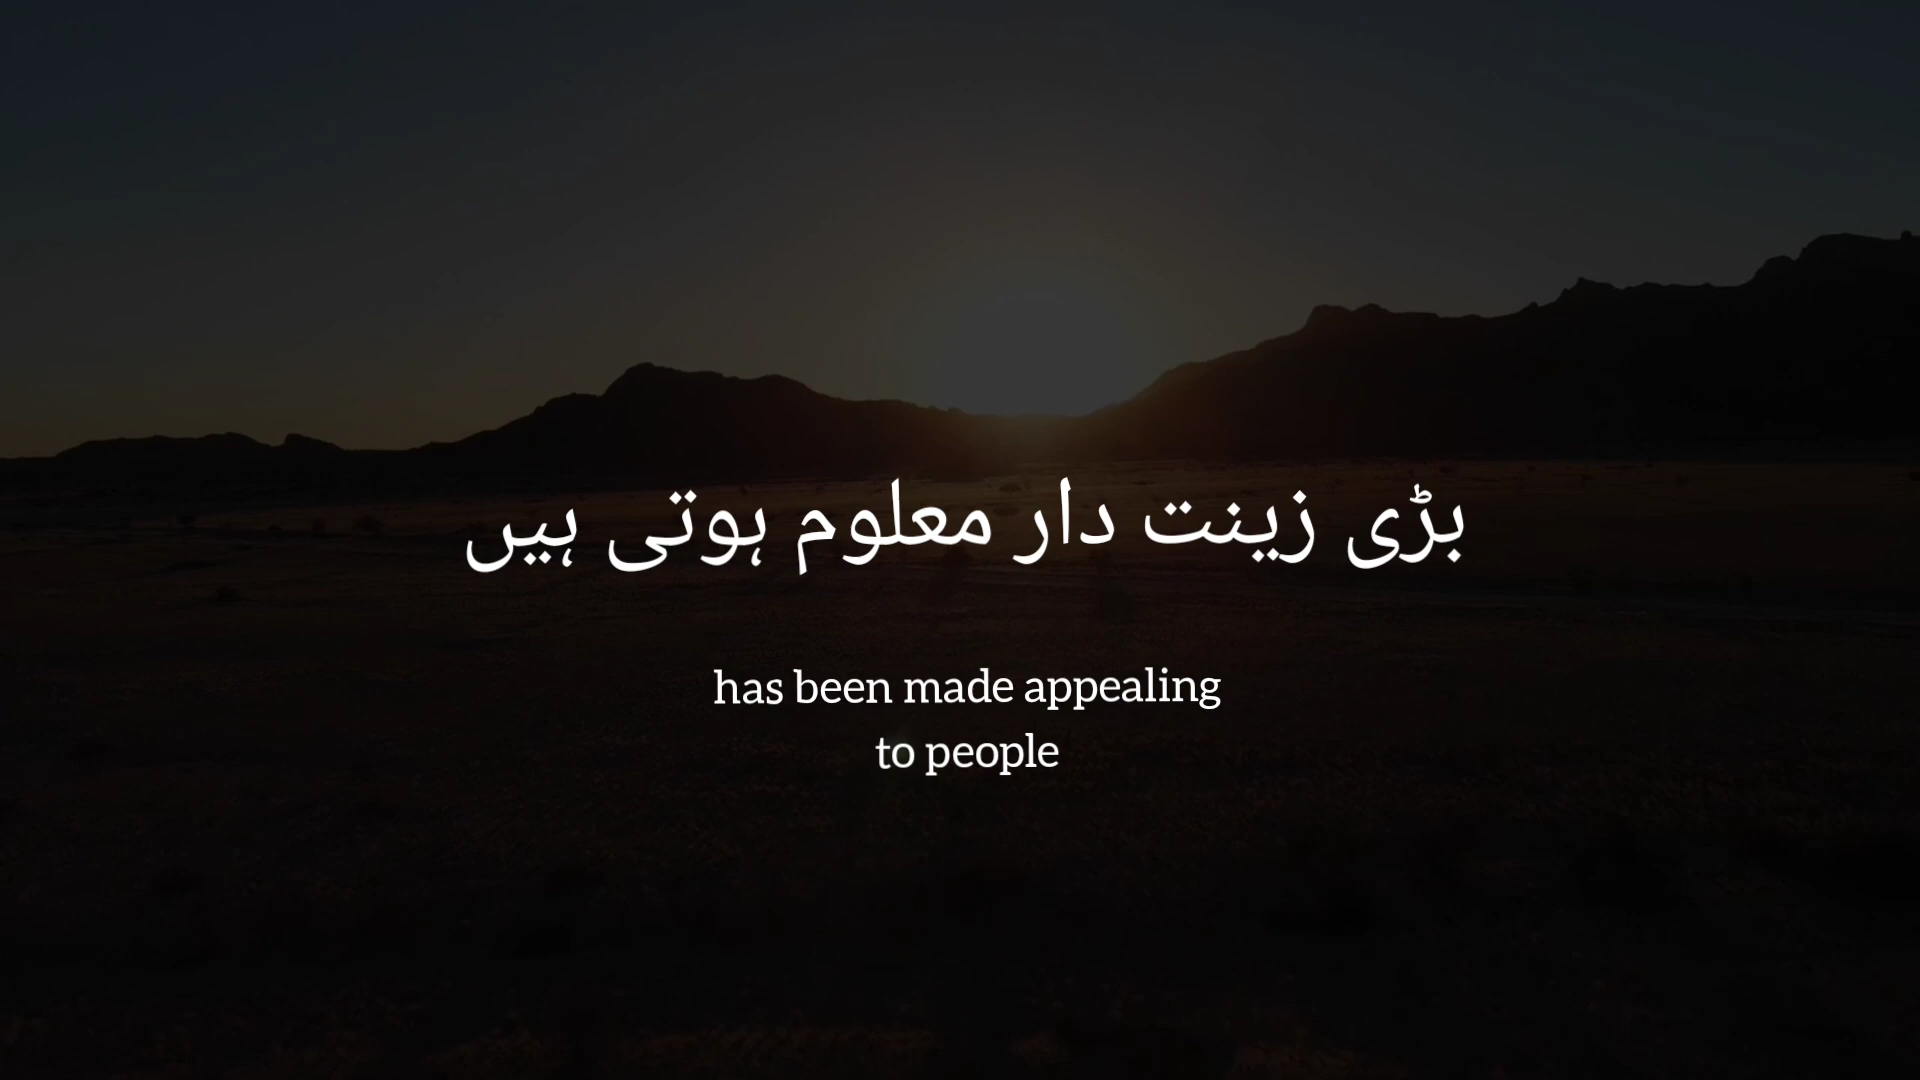 بڑی زینت دار معلوم ہوتی ہیں
has been made appealing
to people